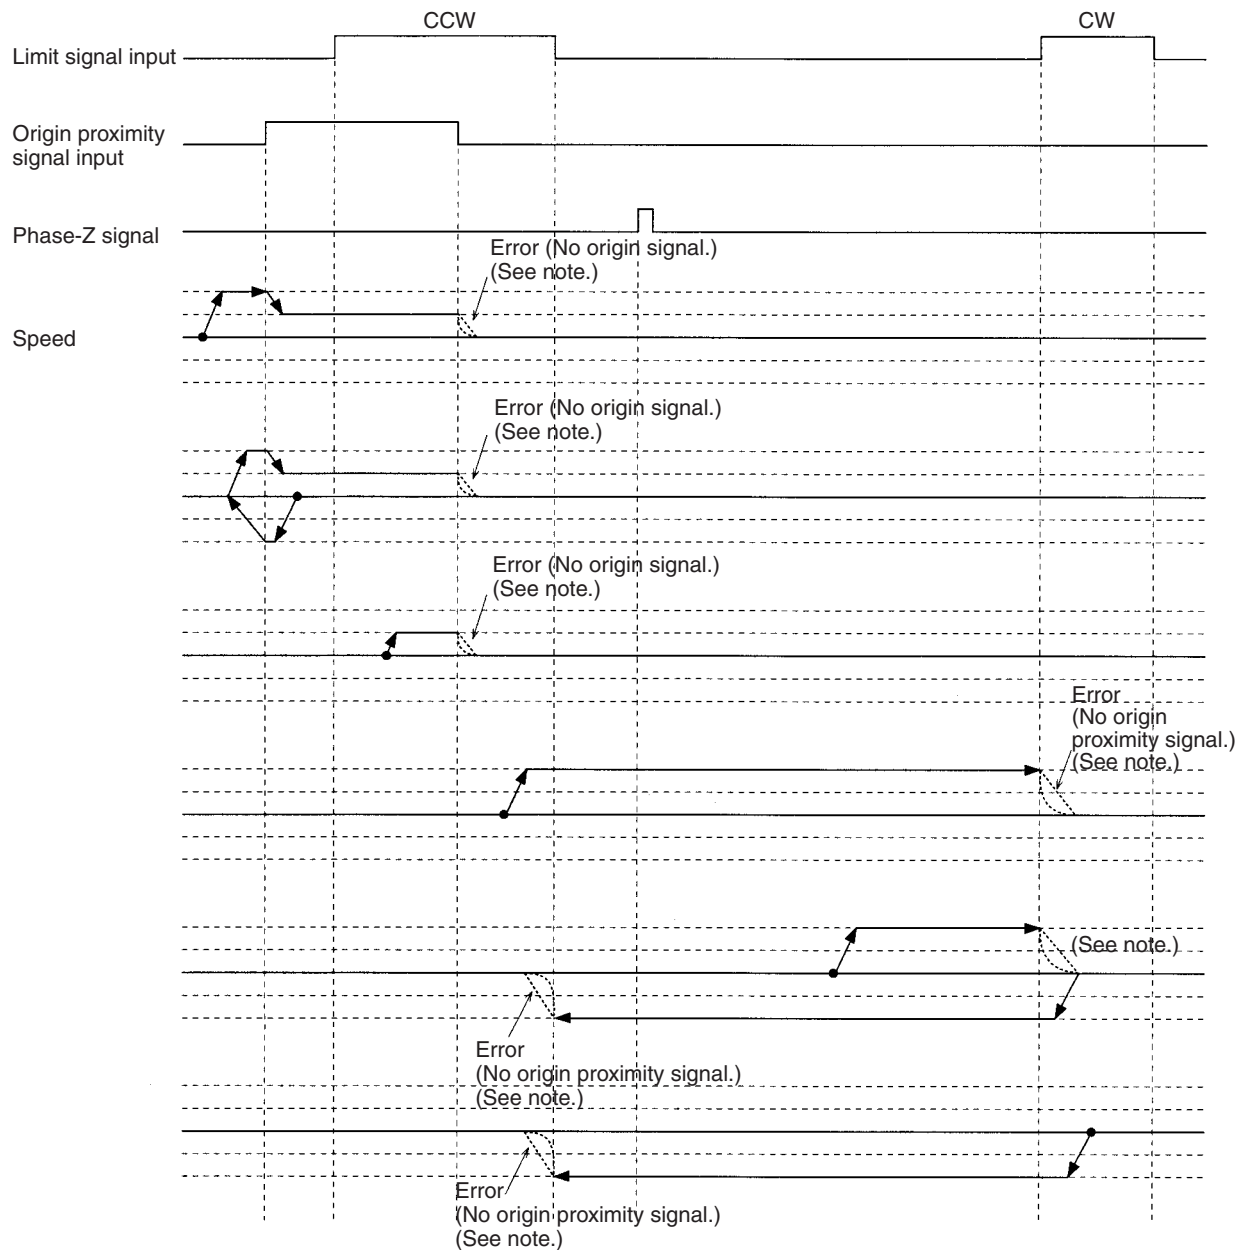 CCW
CW
Limit signal input
Origin proximity
signal input
Phase-Z signal
Error (No origin signal.)
(See note.)
Speed
Error (No origin signal.)
(See note.)
Error (No origin signal.)
(See note.)
Error
(No origin
proximity signal.)
(See note.)
(See note.)
Error
(No origin proximity signal.)
(See note.)
Error
(No origin proximity signal.)
(See note.)